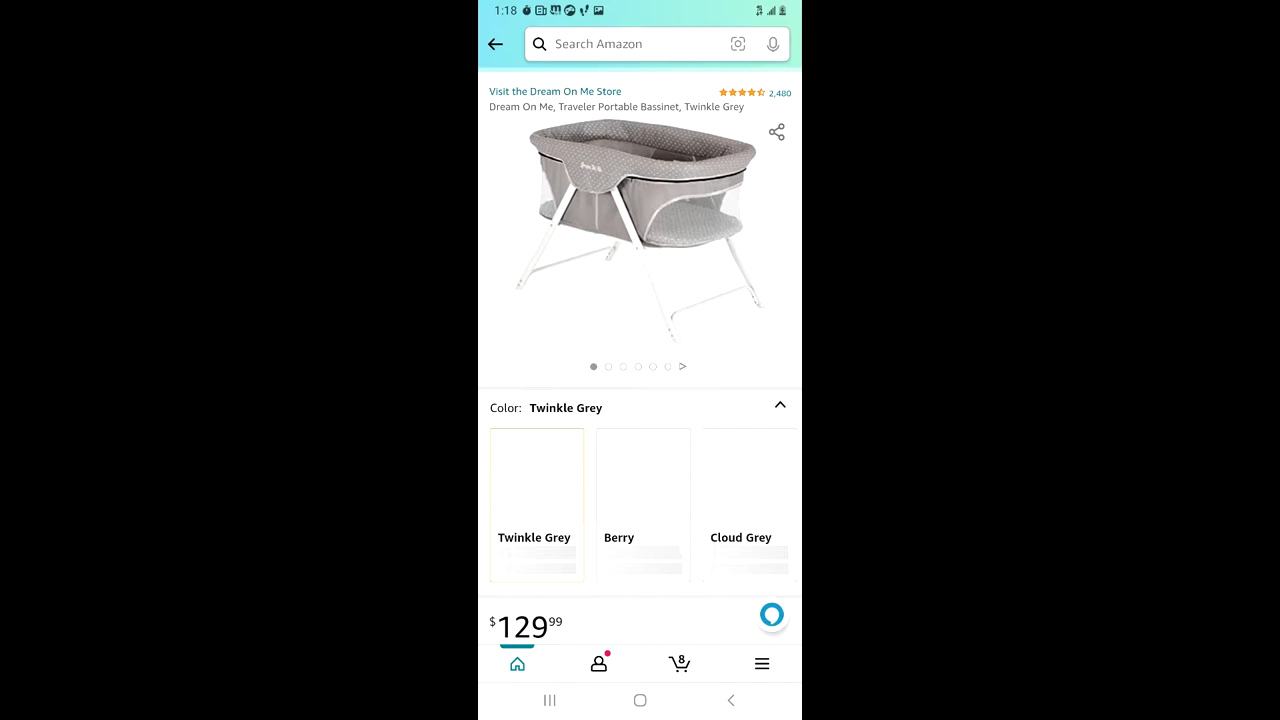 1:18
Search Amazon
Visit the Dream On Me Store
2,480
Dream On Me, Traveler Portable Bassinet, Twinkle Grey
Color: Twinkle Grey
Twinkle Grey
Berry
Cloud Grey
$129 99
8